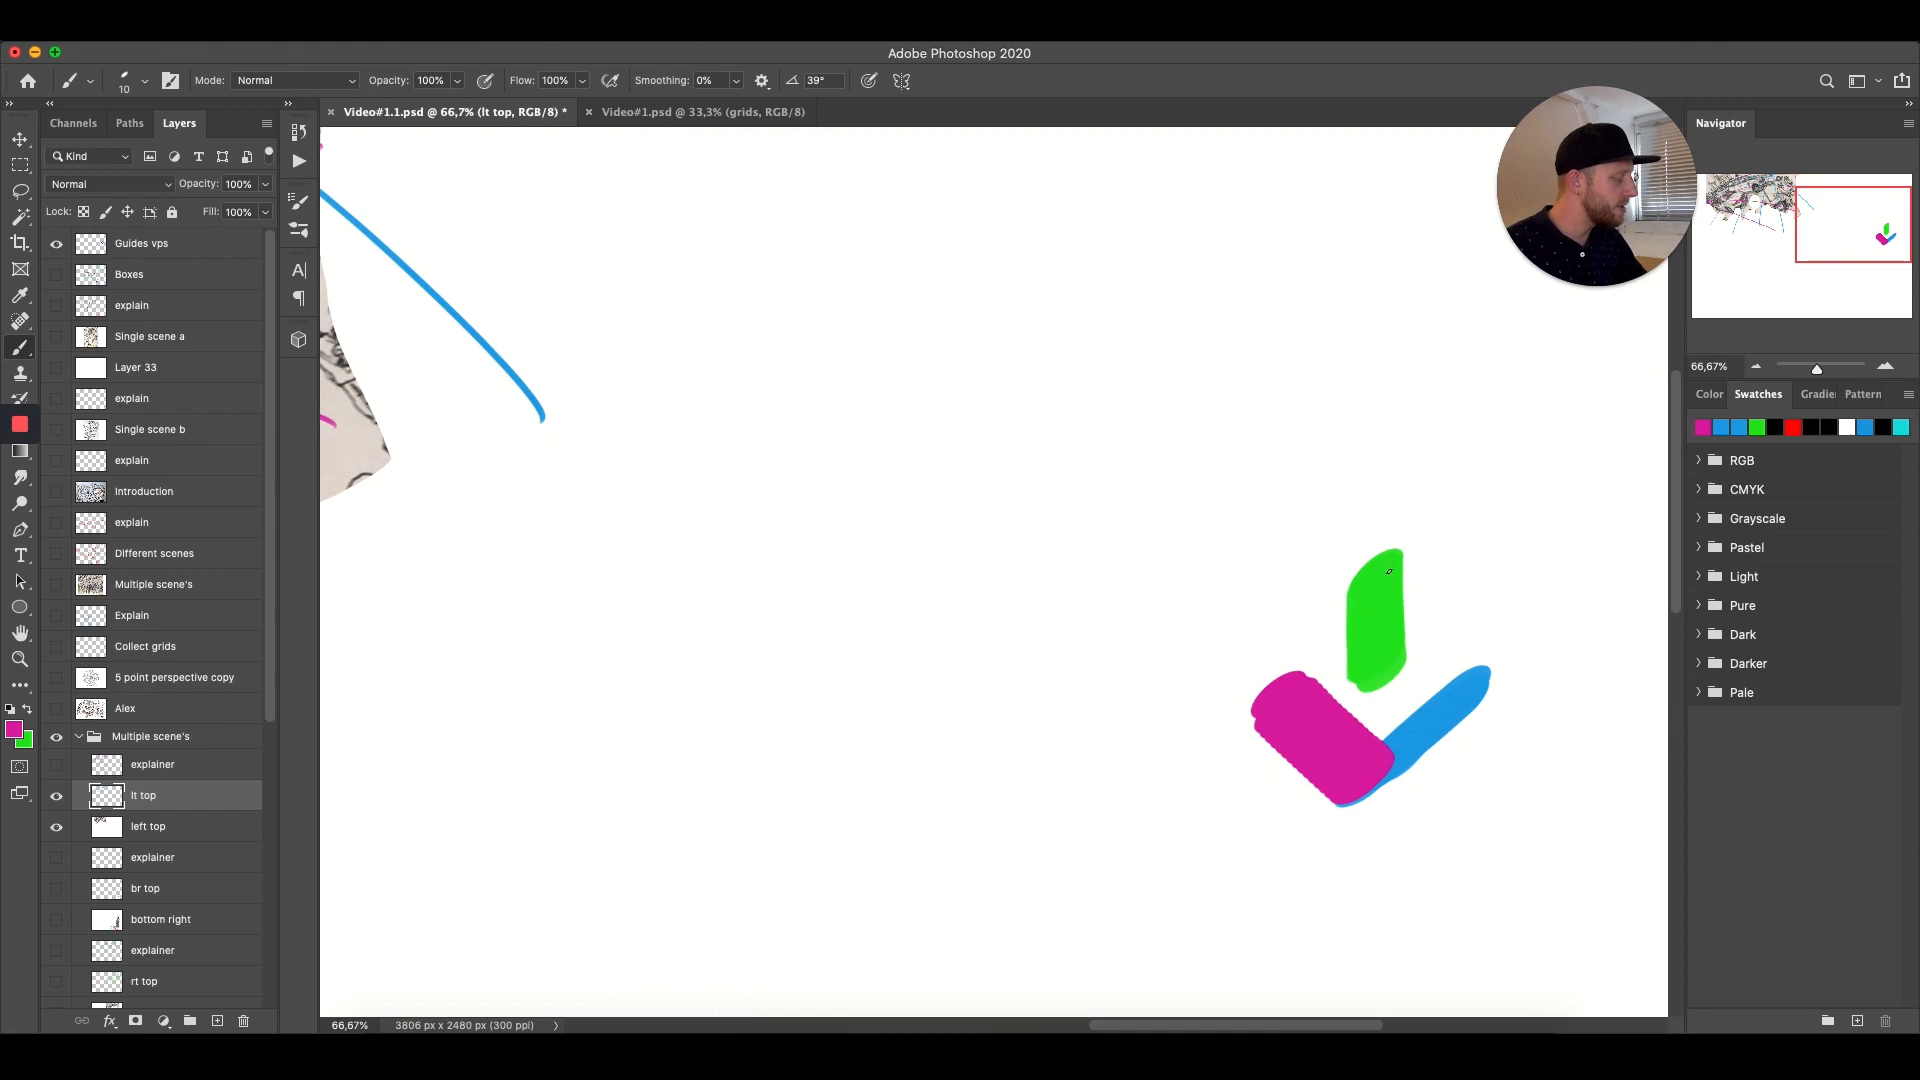 Adobe Photoshop 2020
10
Mode:
Normal
Opacity: 100%
Flow: 100%
Smoothing: 0%
39°
Channels
Paths
Layers
Video#1.1.psd @ 66,7% (lt top, RGB/8) *
Video#1.psd @ 33,3% (grids, RGB/8)
Navigator
Kind
Normal
Opacity: 100%
Lock:
Fill: 100%
Guides vps
Boxes
explain
Single scene a
Layer 33
explain
Single scene b
explain
Introduction
explain
Different scenes
Multiple scene's
Explain
Collect grids
5 point perspective copy
Alex
Multiple scene's
explainer
lt top
left top
explainer
br top
bottom right
explainer
rt top
66,67%
3806 px x 2480 px (300 ppl)
66,67%
Color
Swatches
Gradie
Pattern
RGB
CMYK
Grayscale
Pastel
Light
Pure
Dark
Darker
Pale